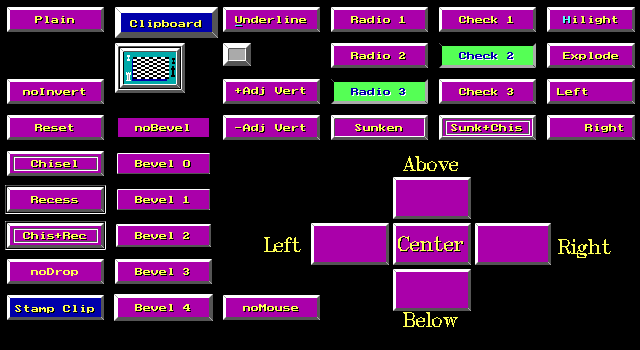 Plain Clipboard Underline Radio 1 Check 1 Hilight
Radio 2 Check 2 Explode
noInvert +Adj Vert Radio 3 Check 3 Left
Reset noBevel -Adj Vert Sunken Sunk+Chis Right
Chisel Bevel 0
Above
Recess Bevel 1
Chis+Rec Bevel 2
Left Center Right
noDrop Bevel 3
Stamp Clip Bevel 4 noMouse
Below